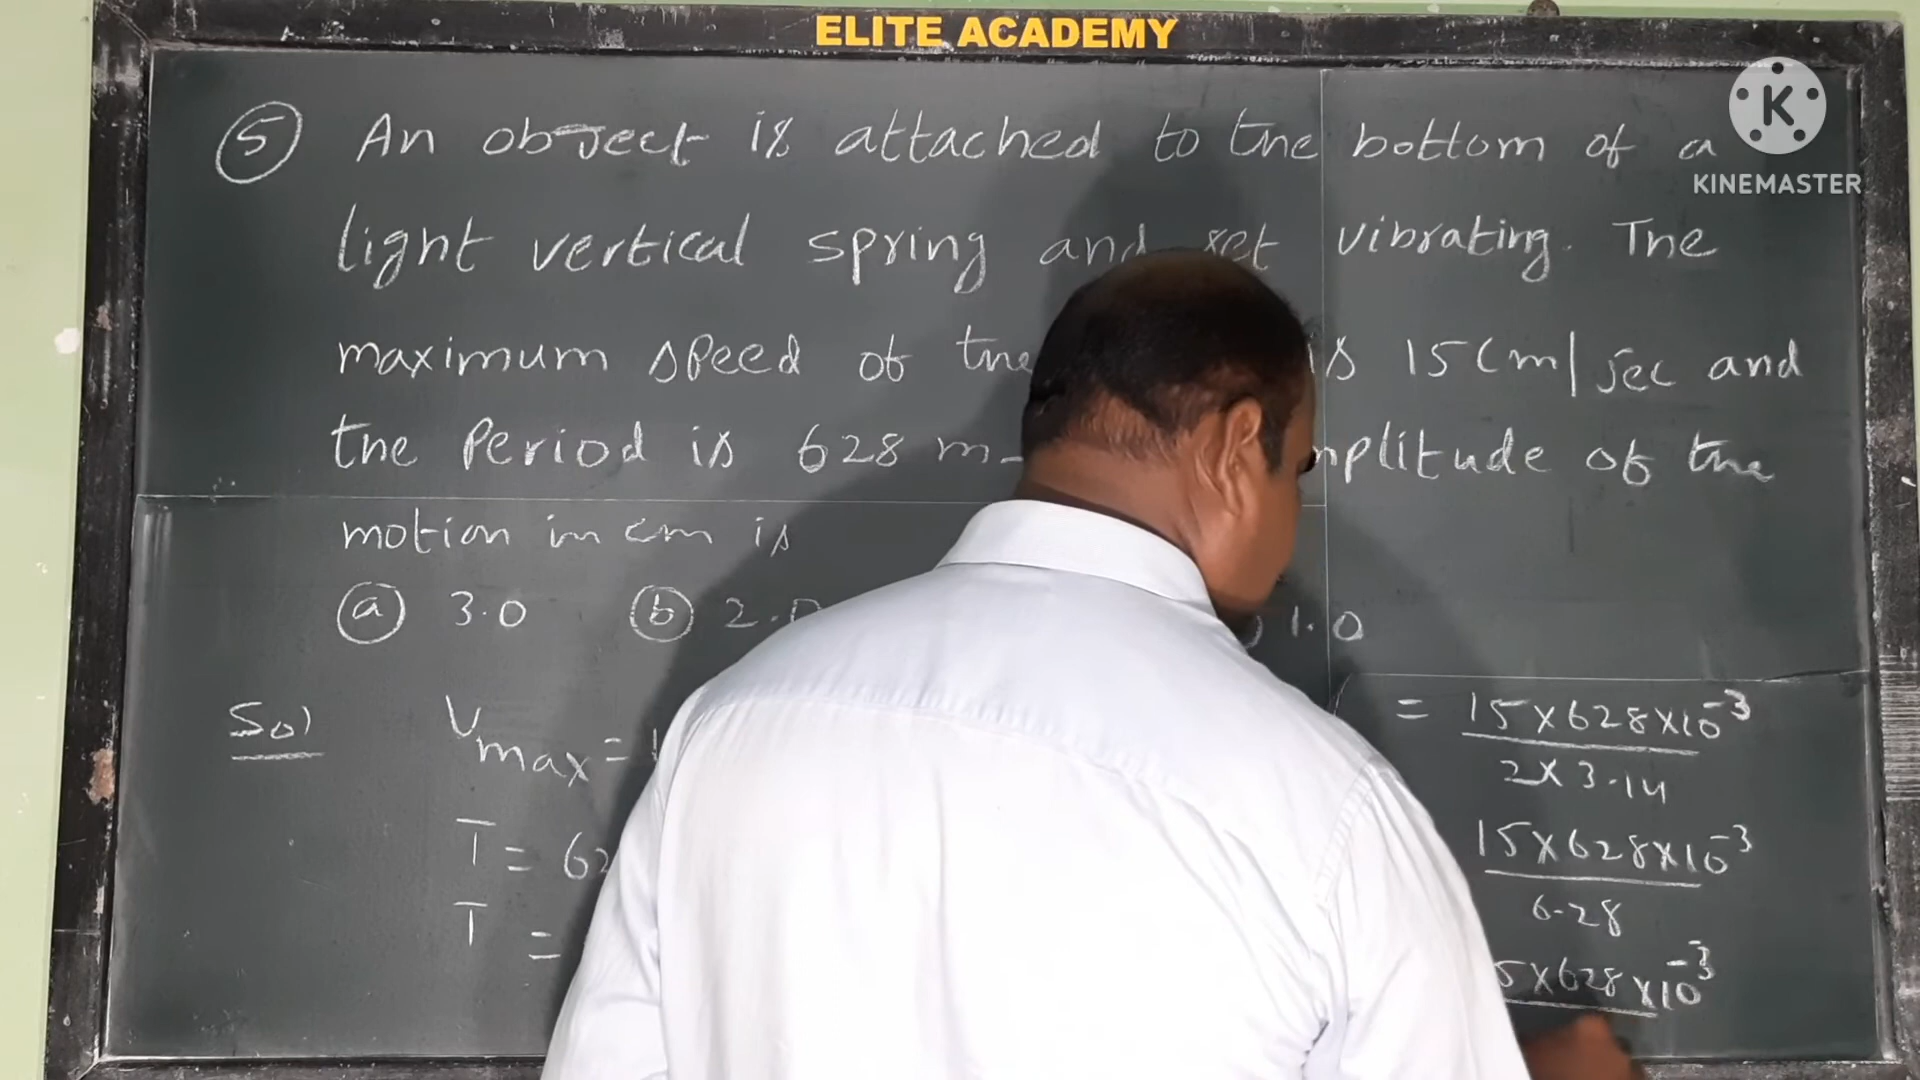 ELITE ACADEMY
K
KINEMASTER
5 An object is attached to the bottom of a
light vertical spring and set vibrating. The
maximum speed of the is 15 cm/sec and
the Period is 628 m of the
motion in cm is
a 3.0 b 2.0 1.0
Sol
Vmax =
T = 62
T =
= 15 × 628 × 10⁻³
2 × 3.14
15 × 628 × 10⁻³
6.28
5 × 628 × 10⁻³